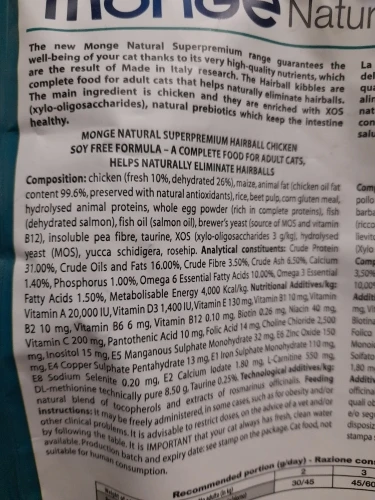 monge Natur
The new Monge Natural Superpremium range guarantees the
well-being of your cat thanks to its very high-quality nutrients, which
are the result of Made in Italy research. The Hairball kibbles are
complete food for adult cats that helps naturally eliminate hairballs.
The main ingredient is chicken and they are enriched with XOS
(xylo-oligosaccharides), natural prebiotics which keep the intestine
healthy.
MONGE NATURAL SUPERPREMIUM HAIRBALL CHICKEN
SOY FREE FORMULA – A COMPLETE FOOD FOR ADULT CATS,
HELPS NATURALLY ELIMINATE HAIRBALLS
Composition: chicken (fresh 10%, dehydrated 26%), maize, animal fat (chicken oil fat
content 99.6%, preserved with natural antioxidants), rice, beet pulp, corn gluten meal,
hydrolysed animal proteins, whole egg powder (rich in complete proteins), fish
(dehydrated salmon), fish oil (salmon oil), brewer's yeast (source of MOS and vitamin
B12), insoluble pea fibre, taurine, XOS (xylo-oligosaccharides 3 g/kg), hydrolysed
yeast (MOS), yucca schidigera, rosehip. Analytical constituents: Crude Protein
31.00%, Crude Oils and Fats 16.00%, Crude Fibre 3.50%, Crude Ash 6.50%, Calcium
1.40%, Phosphorus 1.00%, Omega 6 Essential Fatty Acids 10.00%, Omega 3 Essential
Fatty Acids 1.50%, Metabolisable Energy 4,000 Kcal/kg. Nutritional Additives/kg:
Vitamin A 20,000 IU, Vitamin D3 1,400 IU, Vitamin E 130 mg, Vitamin B1 10 mg, Vitamin
B2 10 mg, Vitamin B6 6 mg, Vitamin B12 0.10 mg, Biotin 0.26 mg, Niacin 40 mg,
Vitamin C 200 mg, Pantothenic Acid 10 mg, Folic Acid 14 mg, Choline Chloride 2,500
mg, Inositol 15 mg, E5 Manganous Sulphate Monohydrate 32 mg, E6 Zinc Oxide 150
mg, E4 Copper Sulphate Pentahydrate 13 mg, E1 Iron Sulphate Monohydrate 110 mg,
E8 Sodium Selenite 0.20 mg, E2 Calcium Iodate 1.80 mg, L-Carnitine 550 mg,
DL-methionine technically pure 8.50 g, Taurine 0.25%. Technological additives/kg:
natural blend of tocopherols and extracts of rosmarinus officinalis. Feeding
Instructions: it may be freely administered, in some cases, such as for obesity and/or
other clinical problems. It is advisable to restrict doses, on the advice of a vet and/or
by following the table. It is IMPORTANT that your cat always has fresh, clean water
available. Production batch and expiry date: see stamp on the package. Cat food, not
suitable for human consumption.
Recommended portion (g/day) - Razione cons
2 3
30/45 45/60